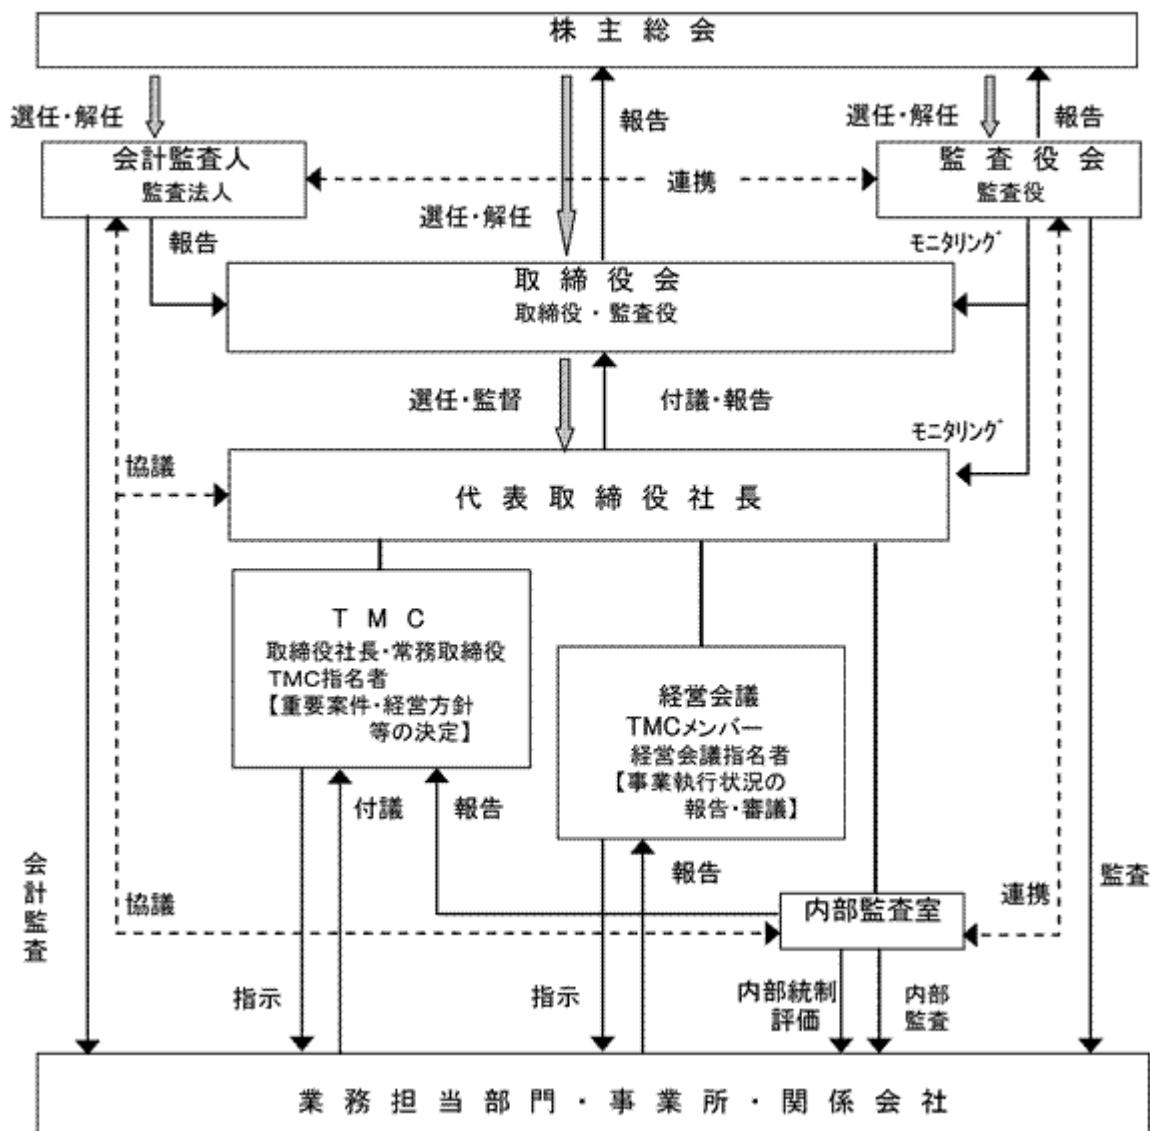 株主総会
選任・解任
報告
選任・解任
報告
会計監査人
監査法人
連携
監査役会
監査役
選任・解任
報告
モニタリング
取締役会
取締役・監査役
選任・監督
付議・報告
モニタリング
協議
代表取締役社長
TMC
取締役社長・常務取締役
TMC指名者
【重要案件・経営方針
等の決定】
経営会議
TMCメンバー
経営会議指名者
【事業執行状況の
報告・審議】
付議
報告
会計監査
報告
監査
協議
内部監査室
連携
指示
指示
内部統制
評価
内部
監査
業務担当部門・事業所・関係会社